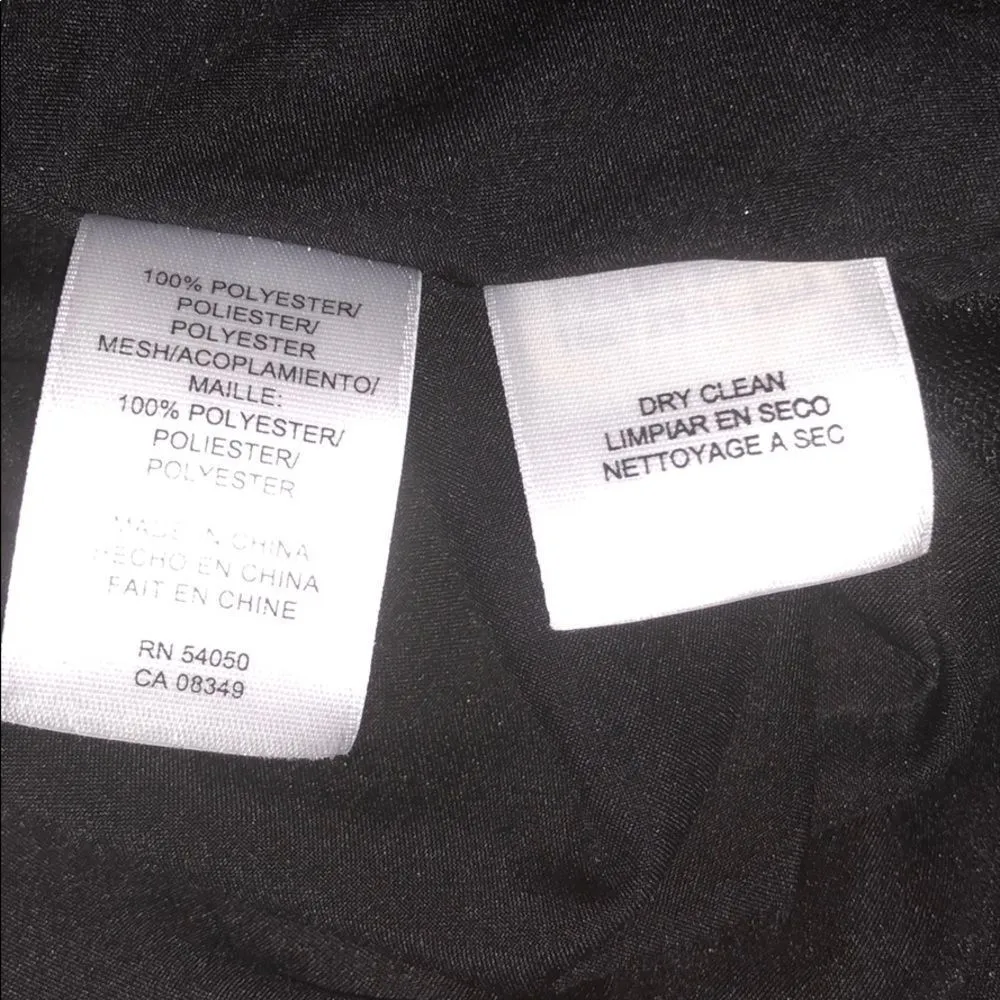 100% POLYESTER/
POLIESTER/
POLYESTER
MESH/ACOPLAMIENTO/
MAILLE:
100% POLYESTER/
POLIESTER/
POLYESTER
MADE IN CHINA
HECHO EN CHINA
FAIT EN CHINE
RN 54050
CA 08349
DRY CLEAN
LIMPIAR EN SECO
NETTOYAGE A SEC